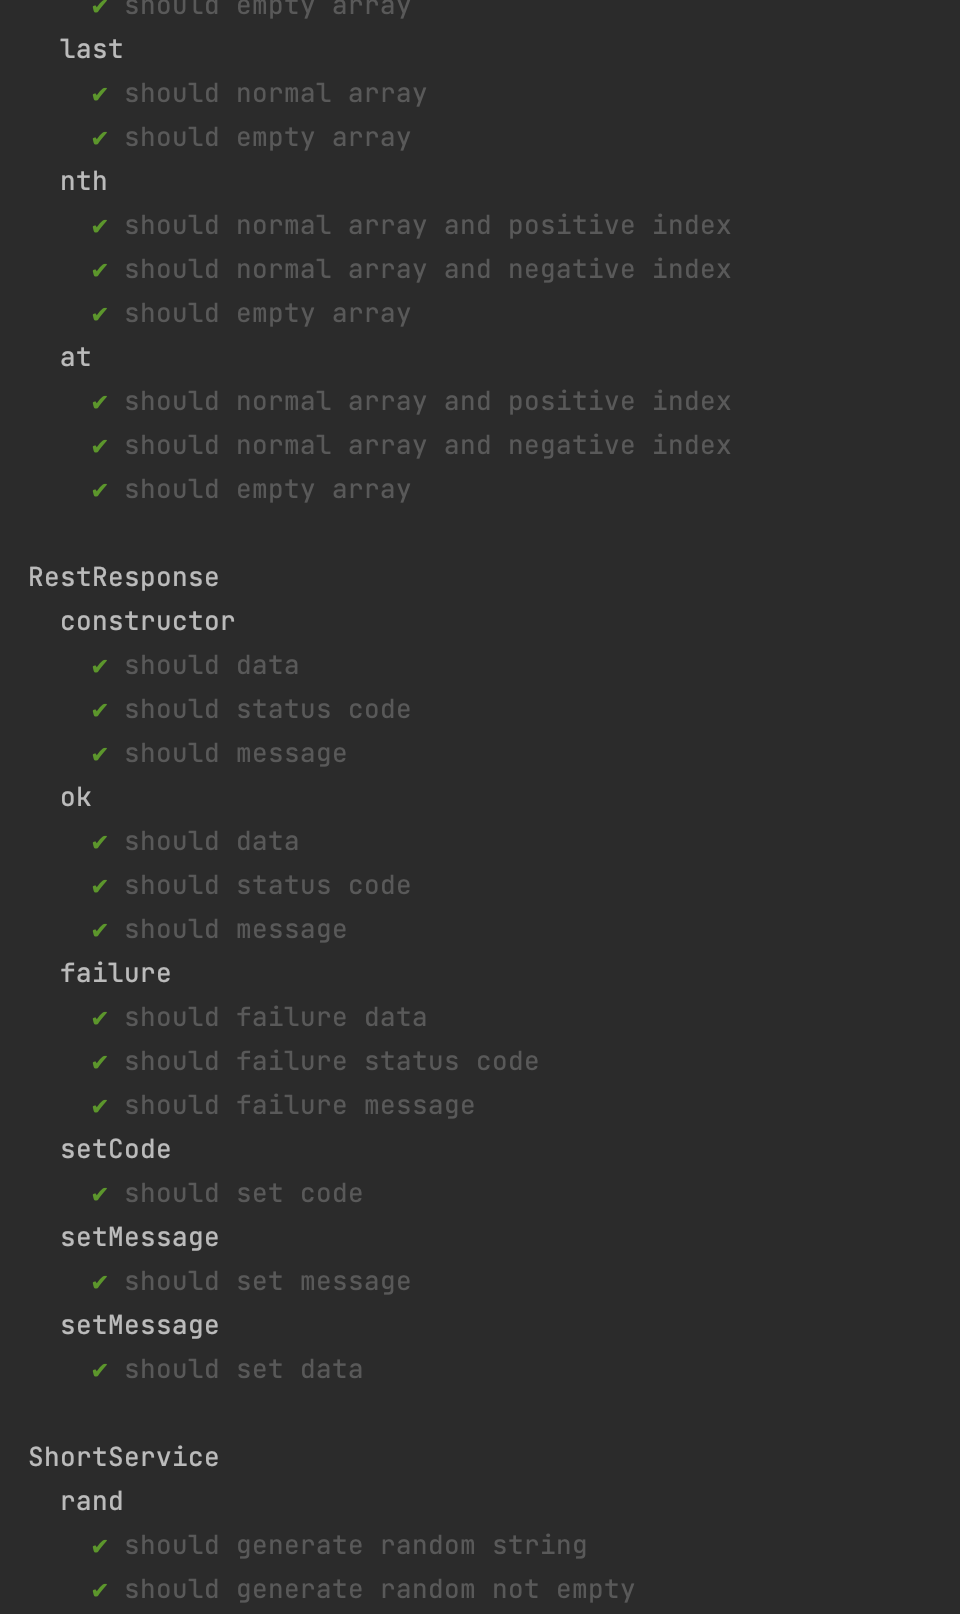 ✔ should empty array
last
✔ should normal array
✔ should empty array
nth
✔ should normal array and positive index
✔ should normal array and negative index
✔ should empty array
at
✔ should normal array and positive index
✔ should normal array and negative index
✔ should empty array
RestResponse
constructor
✔ should data
✔ should status code
✔ should message
ok
✔ should data
✔ should status code
✔ should message
failure
✔ should failure data
✔ should failure status code
✔ should failure message
setCode
✔ should set code
setMessage
✔ should set message
setMessage
✔ should set data
ShortService
rand
✔ should generate random string
✔ should generate random not empty